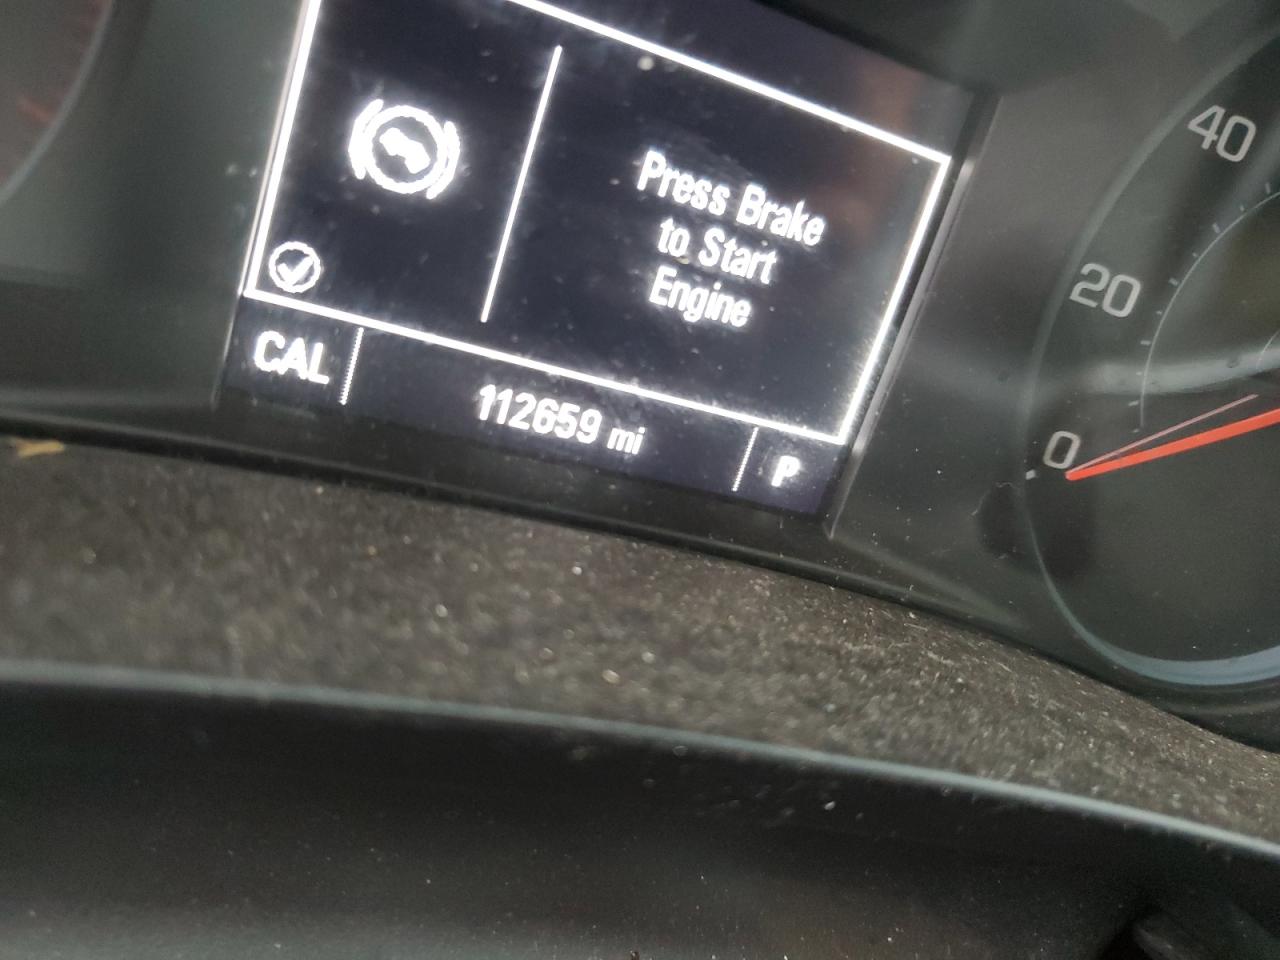 Press Brake
to Start
Engine
CAL
112659 mi
P
40
20
0